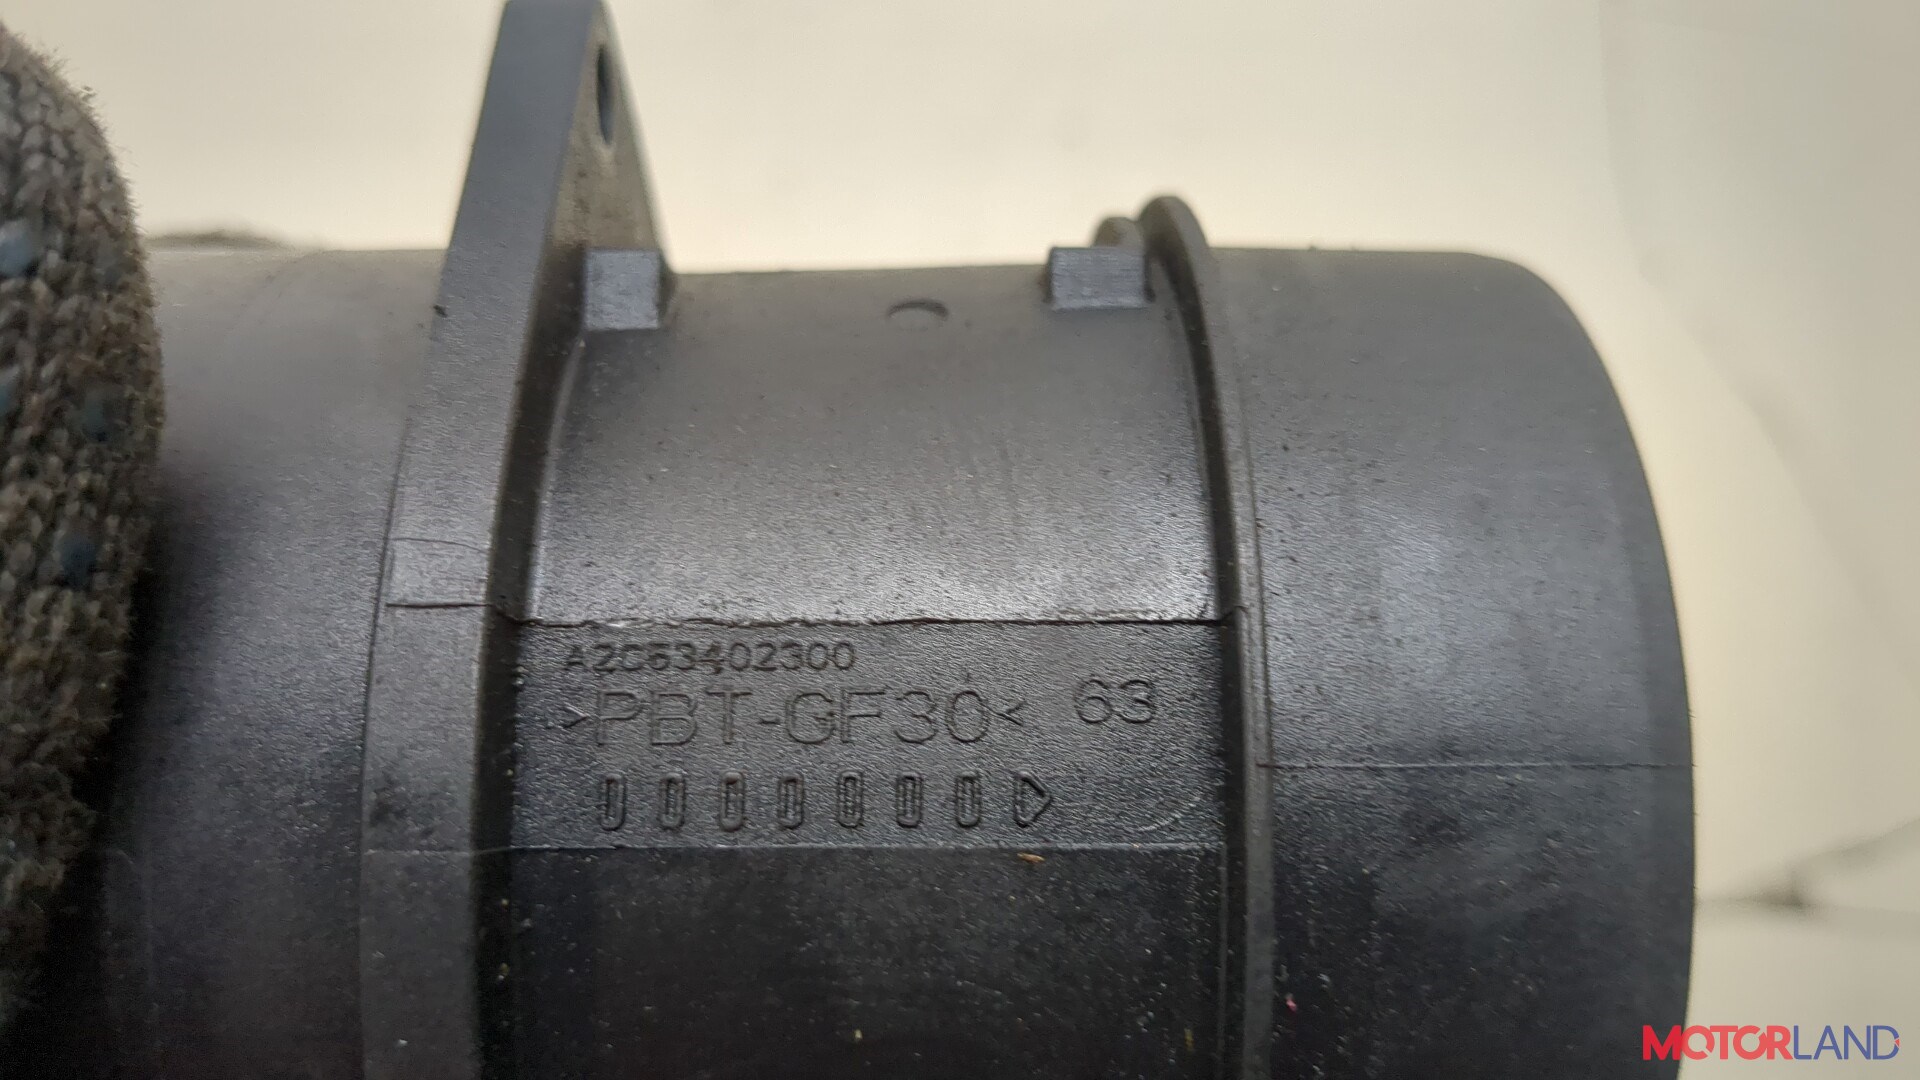 A2C53402300
>PBT-GF30< 63
MOTORLAND